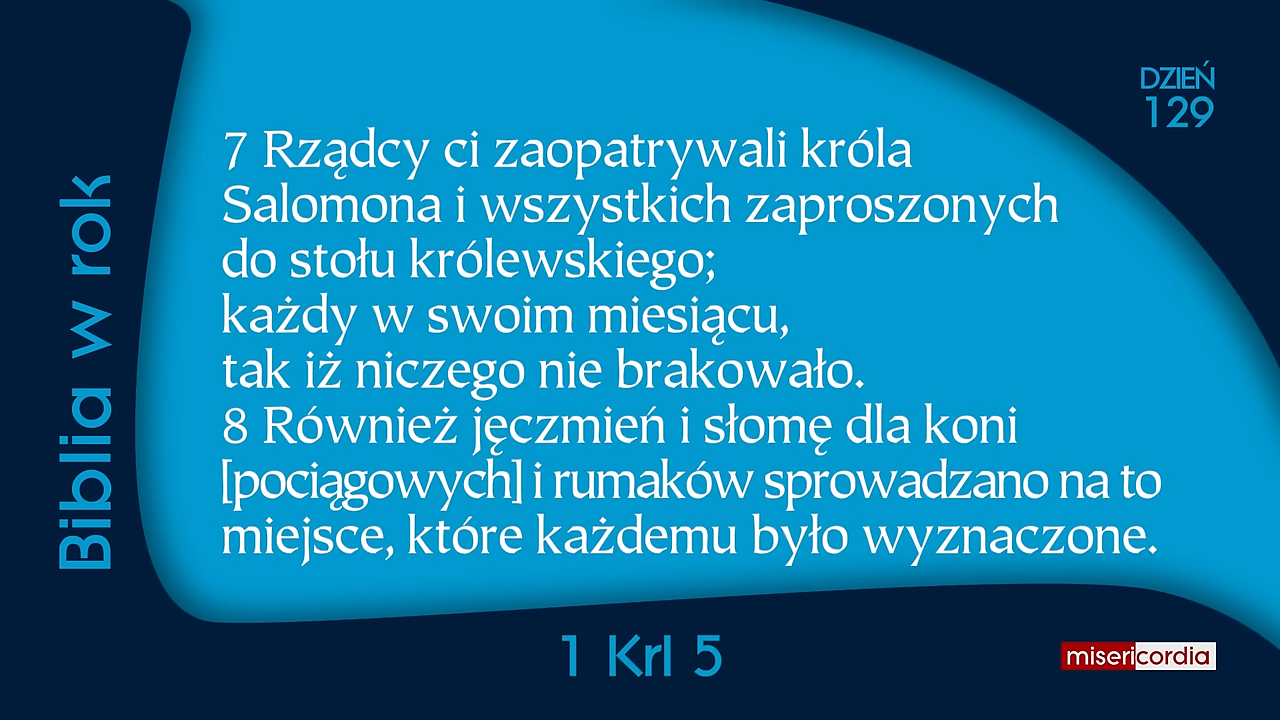 DZIEŃ
129
Biblia w rok
7 Rządcy ci zaopatrywali króla
Salomona i wszystkich zaproszonych
do stołu królewskiego;
każdy w swoim miesiącu,
tak iż niczego nie brakowało.
8 Również jęczmień i słomę dla koni
[pociągowych] i rumaków sprowadzano na to
miejsce, które każdemu było wyznaczone.
1 Krl 5
misericordia